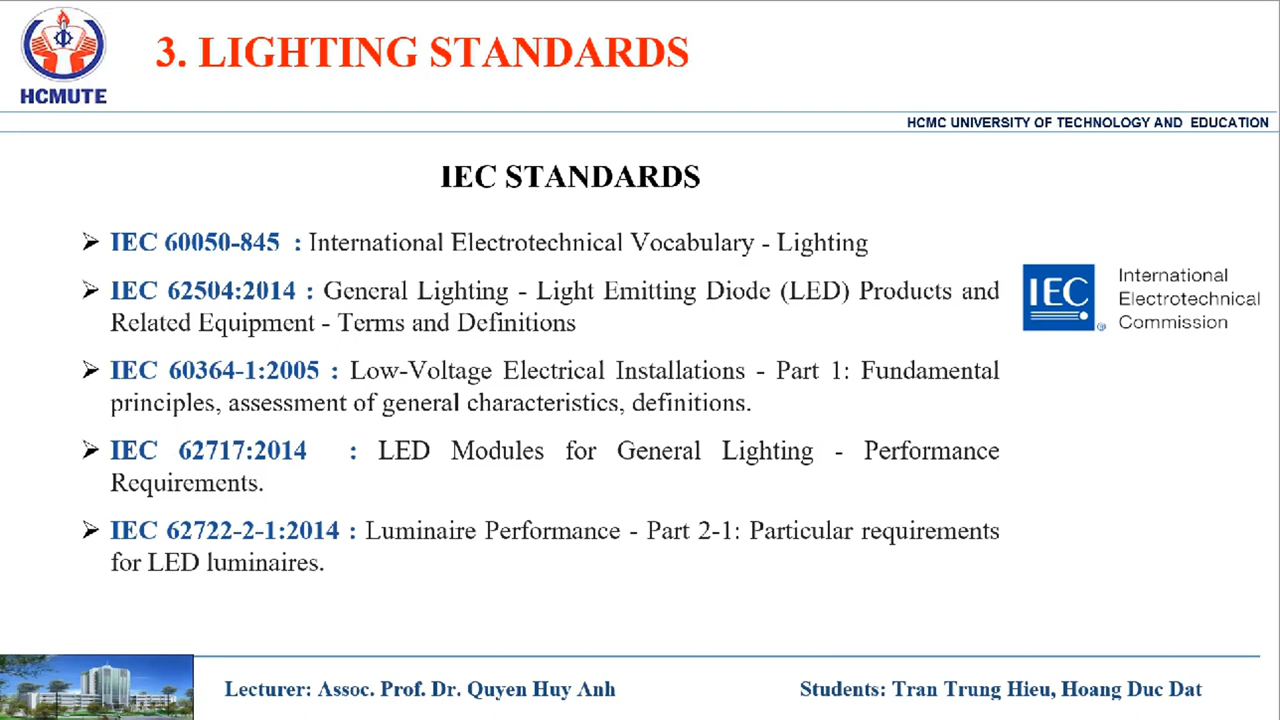 3. LIGHTING STANDARDS
HCMUTE
HCMC UNIVERSITY OF TECHNOLOGY AND EDUCATION
IEC STANDARDS
➢ IEC 60050-845 : International Electrotechnical Vocabulary - Lighting
➢ IEC 62504:2014 : General Lighting - Light Emitting Diode (LED) Products and
Related Equipment - Terms and Definitions
➢ IEC 60364-1:2005 : Low-Voltage Electrical Installations - Part 1: Fundamental
principles, assessment of general characteristics, definitions.
➢ IEC 62717:2014 : LED Modules for General Lighting - Performance
Requirements.
➢ IEC 62722-2-1:2014 : Luminaire Performance - Part 2-1: Particular requirements
for LED luminaires.
IEC ®
International
Electrotechnical
Commission
Lecturer: Assoc. Prof. Dr. Quyen Huy Anh
Students: Tran Trung Hieu, Hoang Duc Dat